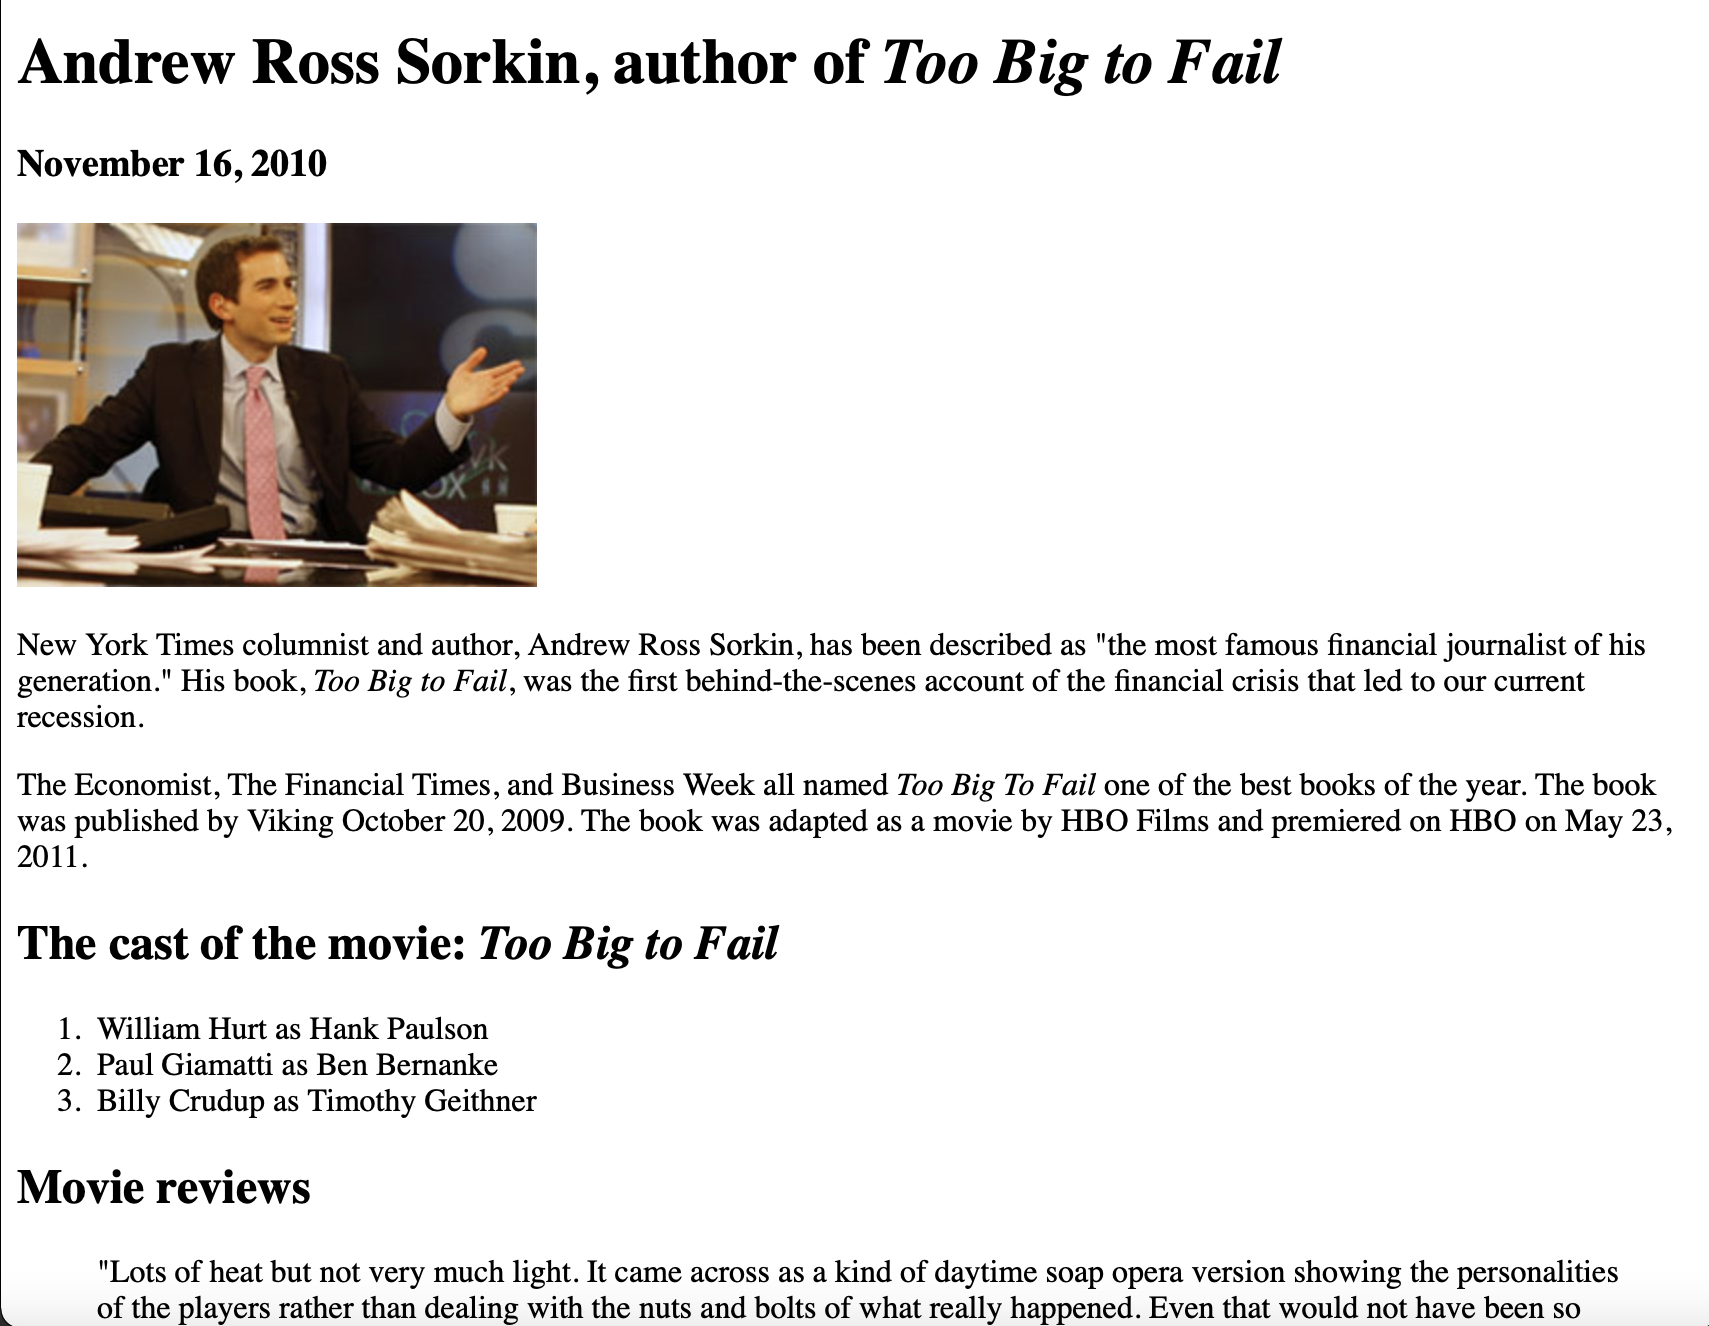 Andrew Ross Sorkin, author of Too Big to Fail
November 16, 2010
New York Times columnist and author, Andrew Ross Sorkin, has been described as "the most famous financial journalist of his
generation." His book, Too Big to Fail, was the first behind-the-scenes account of the financial crisis that led to our current
recession.
The Economist, The Financial Times, and Business Week all named Too Big To Fail one of the best books of the year. The book
was published by Viking October 20, 2009. The book was adapted as a movie by HBO Films and premiered on HBO on May 23,
2011.
The cast of the movie: Too Big to Fail
1. William Hurt as Hank Paulson
2. Paul Giamatti as Ben Bernanke
3. Billy Crudup as Timothy Geithner
Movie reviews
"Lots of heat but not very much light. It came across as a kind of daytime soap opera version showing the personalities
of the players rather than dealing with the nuts and bolts of what really happened. Even that would not have been so